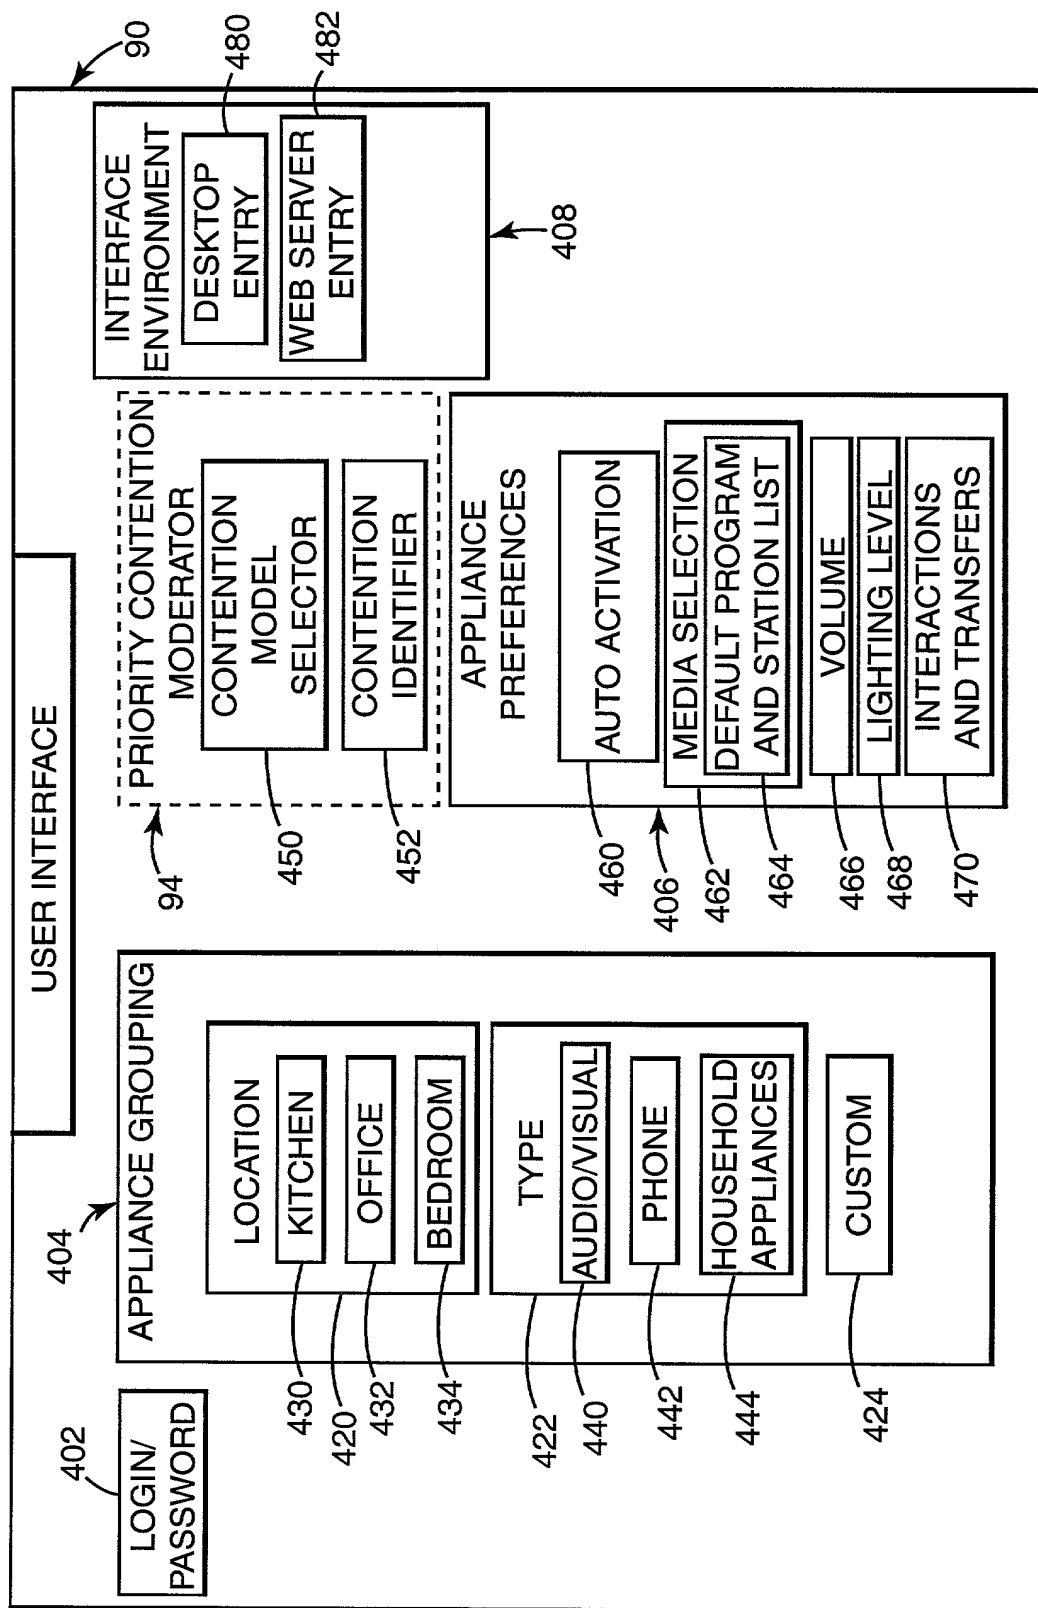 USER INTERFACE
90
402
LOGIN/
PASSWORD
404
APPLIANCE GROUPING
LOCATION
KITCHEN
OFFICE
BEDROOM
430
420
432
434
TYPE
AUDIO/VISUAL
PHONE
HOUSEHOLD
APPLIANCES
422
440
442
444
CUSTOM
424
94
PRIORITY CONTENTION
MODERATOR
CONTENTION
MODEL
SELECTOR
450
CONTENTION
IDENTIFIER
452
APPLIANCE
PREFERENCES
AUTO ACTIVATION
460
406
MEDIA SELECTION
462
DEFAULT PROGRAM
AND STATION LIST
464
VOLUME
466
LIGHTING LEVEL
468
INTERACTIONS
AND TRANSFERS
470
INTERFACE
ENVIRONMENT
DESKTOP
ENTRY
480
WEB SERVER
ENTRY
482
408